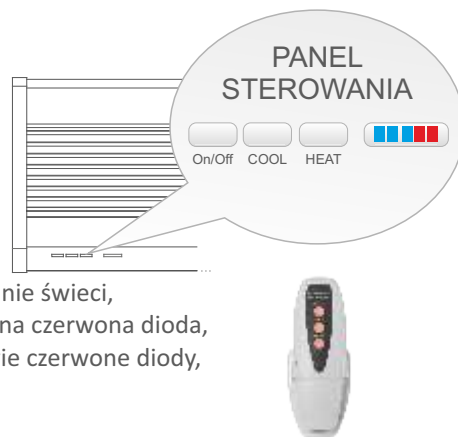 PANEL
STEROWANIA
On/Off COOL HEAT
nie świeci,
na czerwona dioda,
ie czerwone diody,